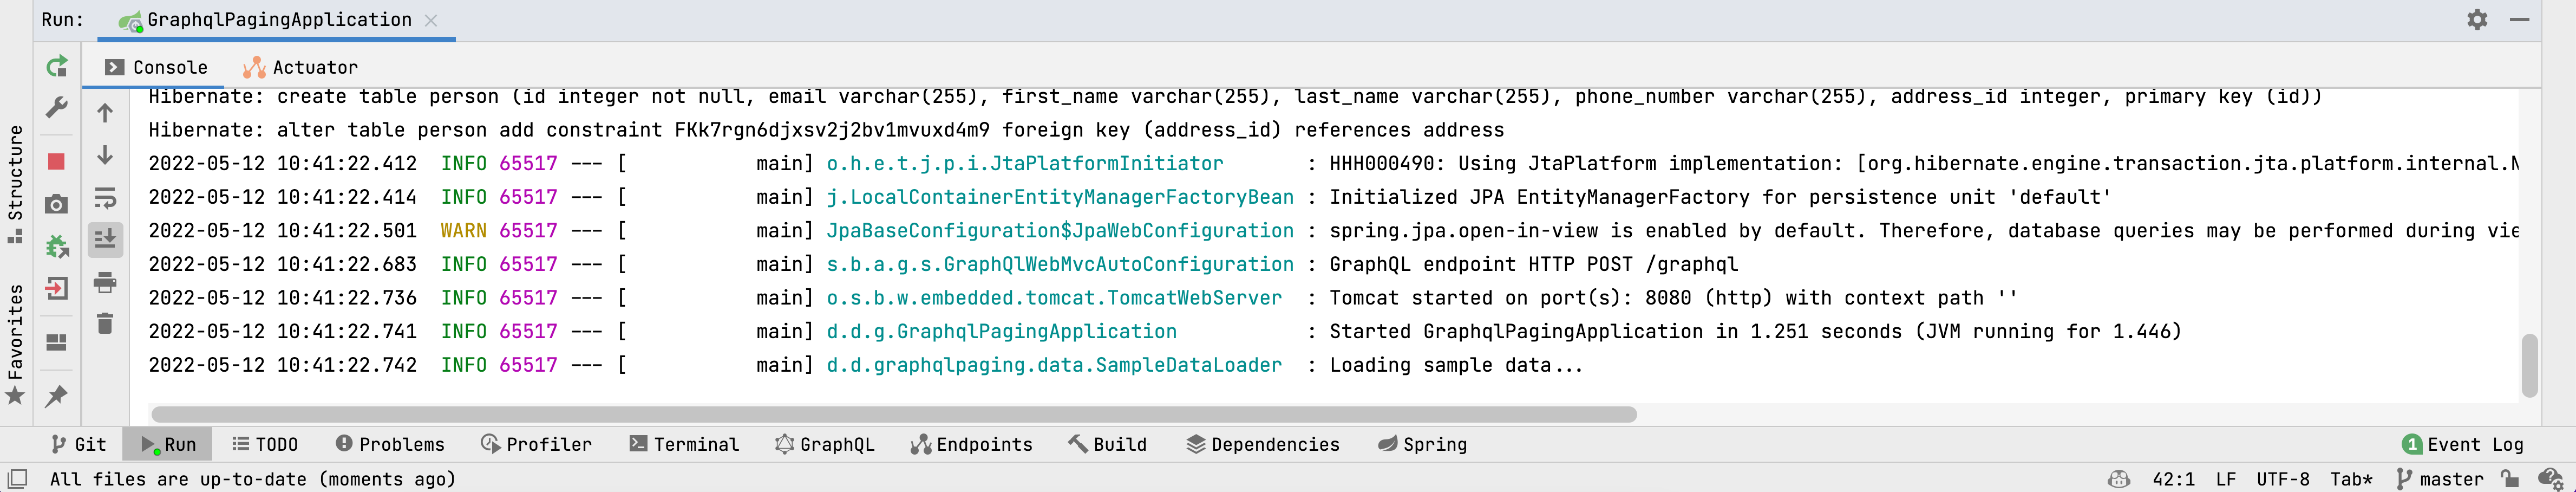 Run: GraphqlPagingApplication
Console Actuator
Hibernate: create table person (id integer not null, email varchar(255), first_name varchar(255), last_name varchar(255), phone_number varchar(255), address_id integer, primary key (id))
Hibernate: alter table person add constraint FKk7rgn6djxsv2j2bv1mvuxd4m9 foreign key (address_id) references address
2022-05-12 10:41:22.412  INFO 65517 --- [           main] o.h.e.t.j.p.i.JtaPlatformInitiator       : HHH000490: Using JtaPlatform implementation: [org.hibernate.engine.transaction.jta.platform.internal.N
2022-05-12 10:41:22.414  INFO 65517 --- [           main] j.LocalContainerEntityManagerFactoryBean : Initialized JPA EntityManagerFactory for persistence unit 'default'
2022-05-12 10:41:22.501  WARN 65517 --- [           main] JpaBaseConfiguration$JpaWebConfiguration : spring.jpa.open-in-view is enabled by default. Therefore, database queries may be performed during vie
2022-05-12 10:41:22.683  INFO 65517 --- [           main] s.b.a.g.s.GraphQlWebMvcAutoConfiguration : GraphQL endpoint HTTP POST /graphql
2022-05-12 10:41:22.736  INFO 65517 --- [           main] o.s.b.w.embedded.tomcat.TomcatWebServer  : Tomcat started on port(s): 8080 (http) with context path ''
2022-05-12 10:41:22.741  INFO 65517 --- [           main] d.d.g.GraphqlPagingApplication           : Started GraphqlPagingApplication in 1.251 seconds (JVM running for 1.446)
2022-05-12 10:41:22.742  INFO 65517 --- [           main] d.d.graphqlpaging.data.SampleDataLoader  : Loading sample data...
Structure
Favorites
Git Run TODO Problems Profiler Terminal GraphQL Endpoints Build Dependencies Spring 1 Event Log
All files are up-to-date (moments ago) 42:1 LF UTF-8 Tab* master